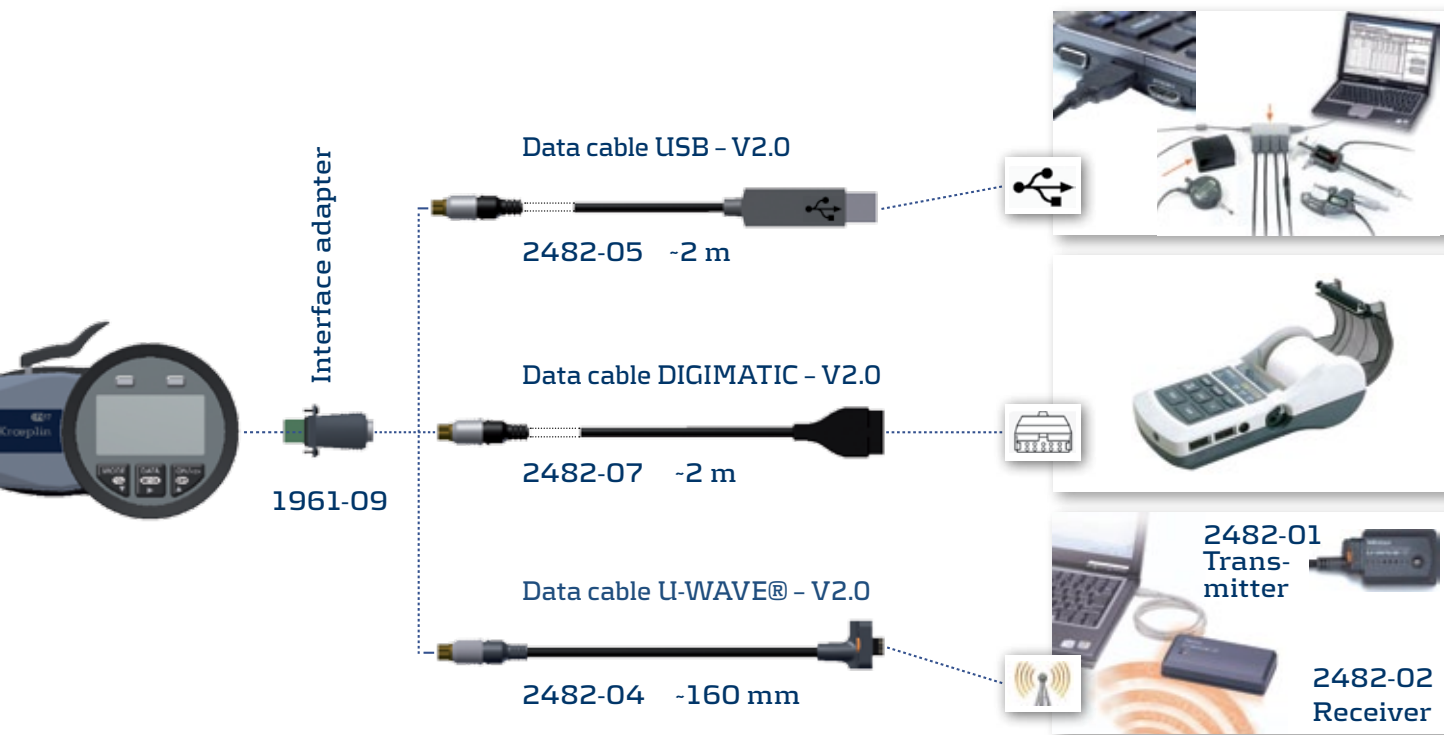 Data cable USB – V2.0
2482-05 ~2 m
Interface adapter
Kroeplin
MODE DATA
1961-09
Data cable DIGIMATIC – V2.0
2482-07 ~2 m
Data cable U-WAVE® – V2.0
2482-04 ~160 mm
2482-01
Trans-
mitter
2482-02
Receiver